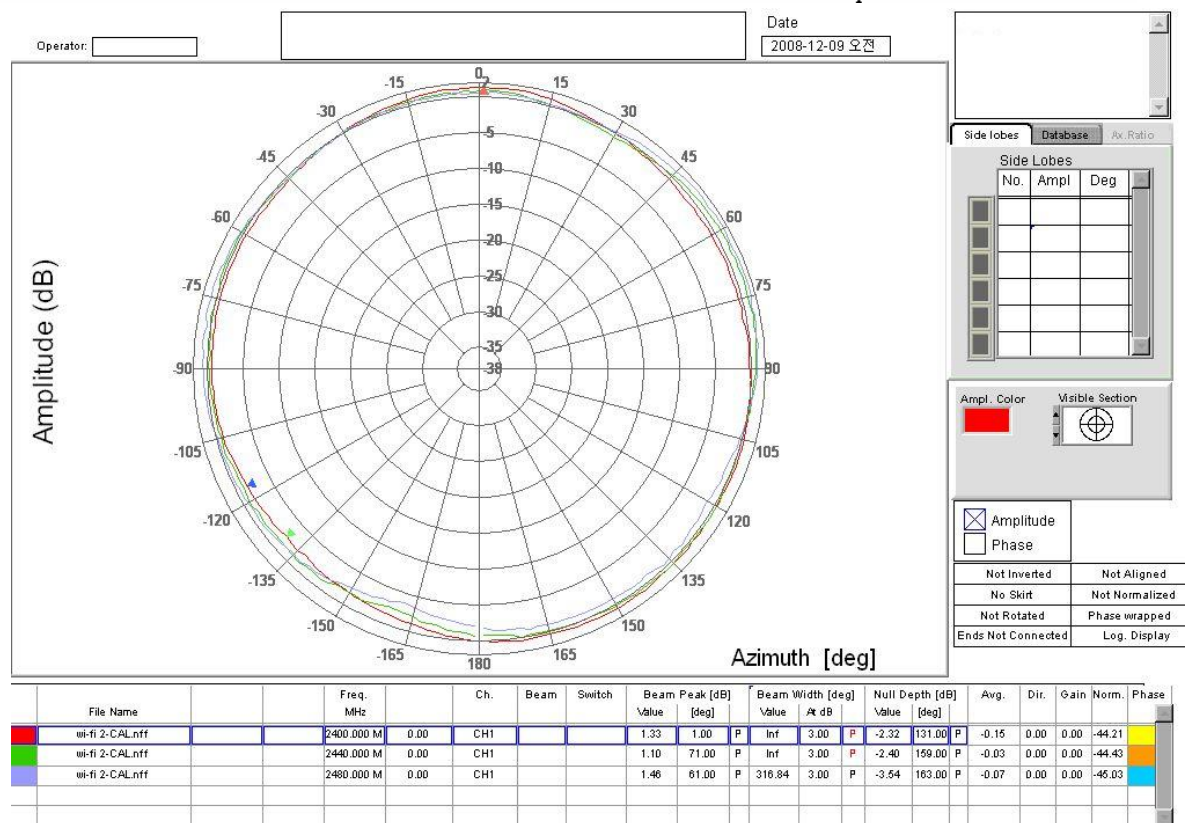 Operator:
Date
2008-12-09 오전
Amplitude (dB)
0
2
-15
15
-30
30
-45
45
-60
60
-75
75
-90
90
-105
105
-120
120
-135
135
-150
150
-165
165
180
-5
-10
-15
-20
-25
-30
-35
-38
Azimuth [deg]
Side lobes Database Ax.Ratio
Side Lobes
No. Ampl Deg
Ampl. Color Visible Section
Amplitude
Phase
Not Inverted Not Aligned
No Skirt Not Normalized
Not Rotated Phase wrapped
Ends Not Connected Log. Display
Freq. Ch. Beam Switch Beam Peak [dB] Beam Width [deg] Null Depth [dB] Avg. Dir. Gain Norm. Phase
File Name MHz Value [deg] Value At dB Value [deg]
wi-fi 2-CAL.nff 2400.000 M 0.00 CH1 1.33 1.00 P Inf 3.00 P -2.32 131.00 P -0.15 0.00 0.00 -44.21
wi-fi 2-CAL.nff 2440.000 M 0.00 CH1 1.10 71.00 P Inf 3.00 P -2.40 159.00 P -0.03 0.00 0.00 -44.43
wi-fi 2-CAL.nff 2480.000 M 0.00 CH1 1.46 61.00 P 316.84 3.00 P -3.54 163.00 P -0.07 0.00 0.00 -45.03